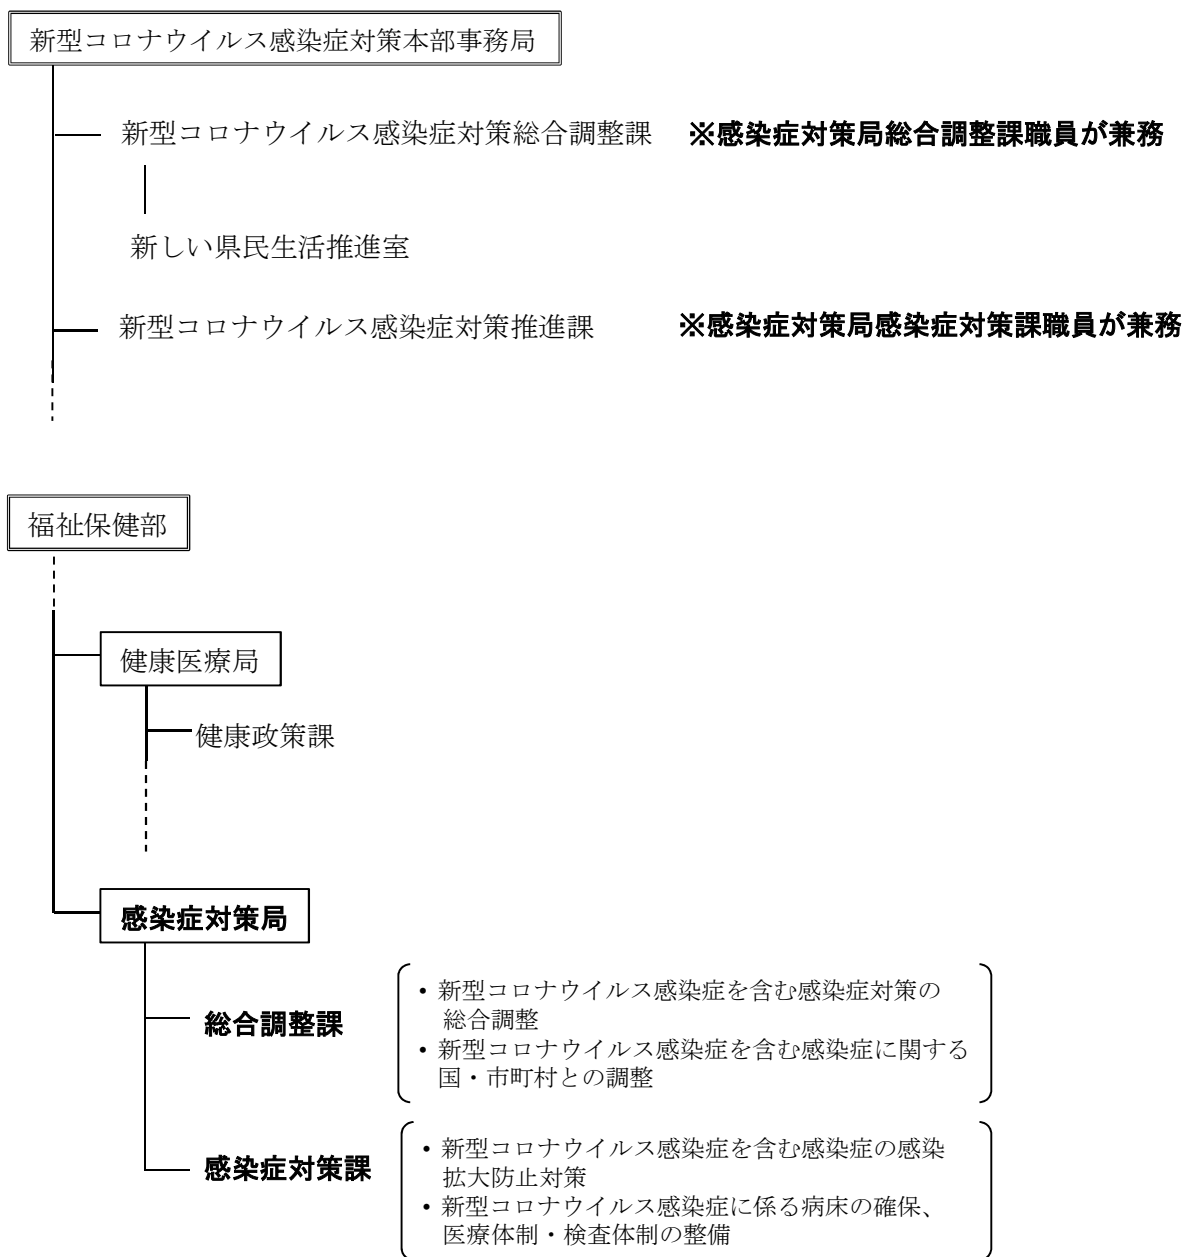 新型コロナウイルス感染症対策本部事務局
新型コロナウイルス感染症対策総合調整課 ※感染症対策局総合調整課職員が兼務
新しい県民生活推進室
新型コロナウイルス感染症対策推進課 ※感染症対策局感染症対策課職員が兼務
福祉保健部
健康医療局
健康政策課
感染症対策局
総合調整課
・新型コロナウイルス感染症を含む感染症対策の
総合調整
・新型コロナウイルス感染症を含む感染症に関する
国・市町村との調整
感染症対策課
・新型コロナウイルス感染症を含む感染症の感染
拡大防止対策
・新型コロナウイルス感染症に係る病床の確保、
医療体制・検査体制の整備